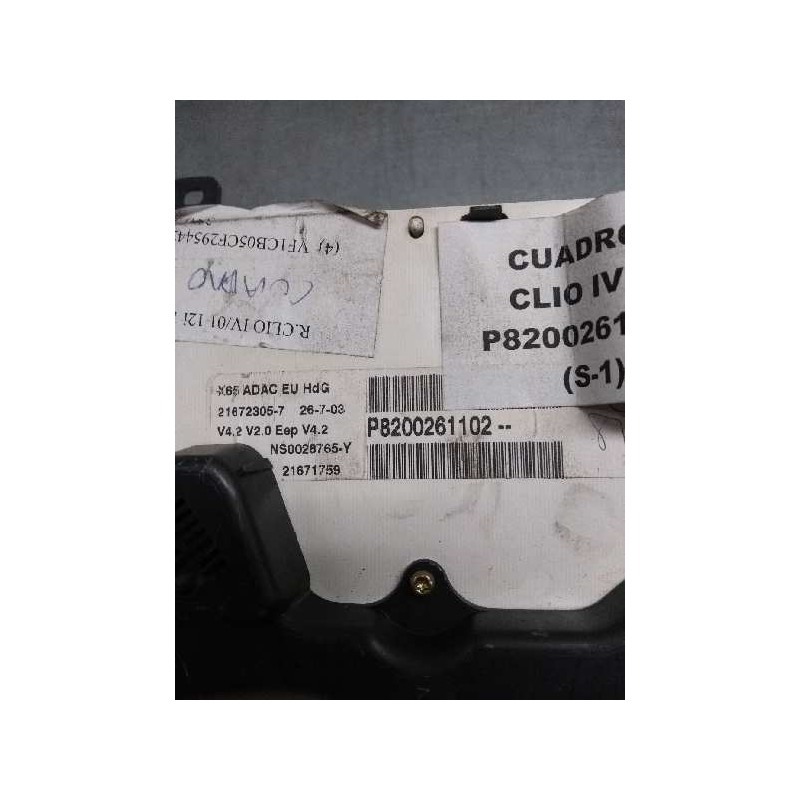 (4) VF1CB05CF29544
CUADRO
R.CLIO IV/01-12i
CUADRO
CLIO IV
P8200261
(S-1)
X65 ADAC EU HdG
21672305-7 26-7-03
V4.2 V2.0 Eep V4.2
NS0028765-Y
21671759
P8200261102 --